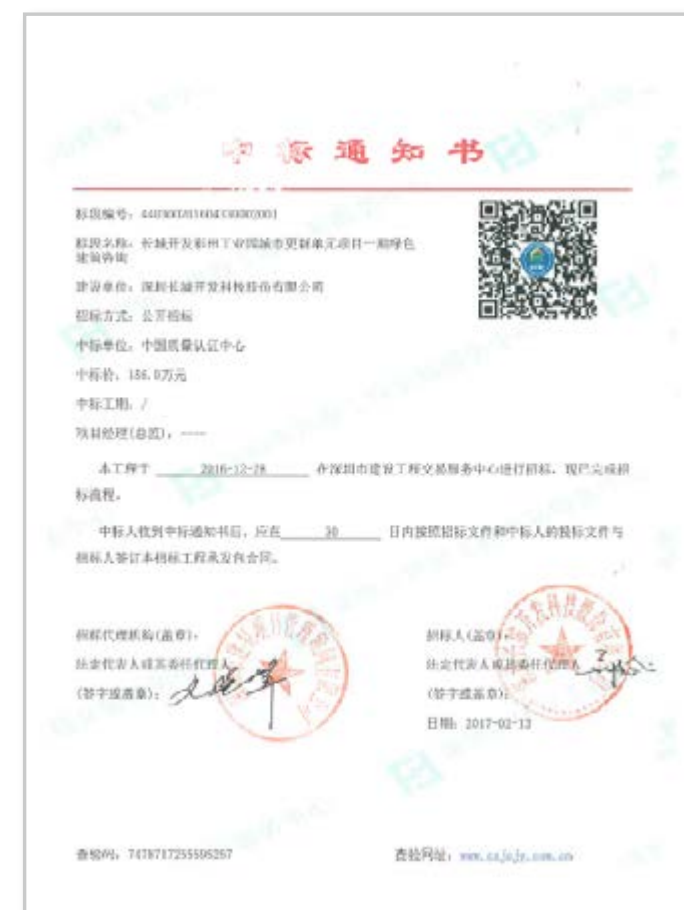 中标通知书
标段编号：
标段名称：长城开发彩田工业园城市更新单元项目一期绿色
建筑咨询
建设单位：深圳长城开发科技股份有限公司
招标方式：公开招标
中标单位：中国质量认证中心
中标价：186.0万元
中标工期：/
项目经理(总监)：----
本工程于 2016-12-28 在深圳市建设工程交易服务中心进行招标，现已完成招
标流程。
中标人收到中标通知书后，应在 30 日内按照招标文件和中标人的投标文件与
招标人签订本招标工程承发包合同。
招标代理机构(盖章)：
法定代表人或其委任代理人
(签字或盖章)：
招标人(盖章)：
法定代表人或其委任代理人
(签字或盖章)：
日期：2017-02-13
查验码：7478717255595257
查验网址：www.szjsjy.com.cn